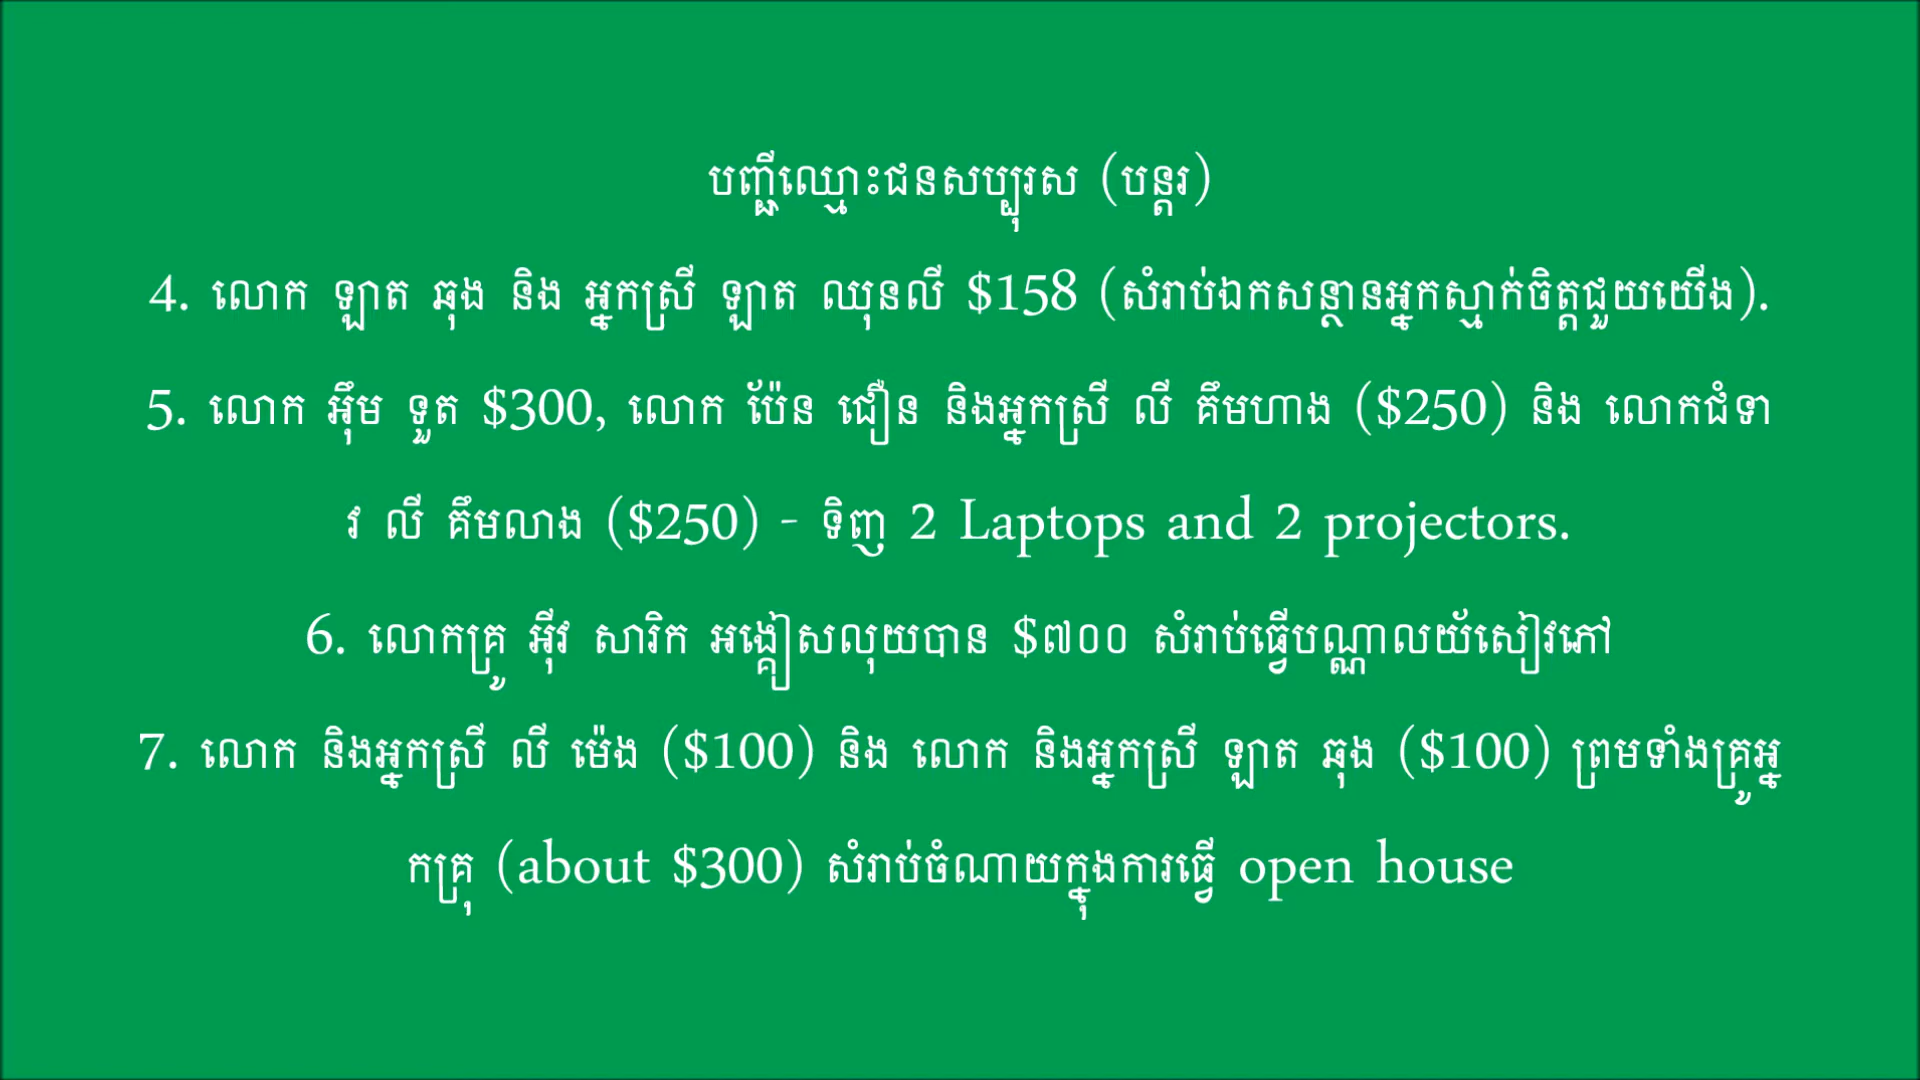 បញ្ជីឈ្មោះជនសប្បុរស (បន្តរ)
4. លោក ឡាត ឆុង និង អ្នកស្រី ឡាត ឈុនលី $158 (សំរាប់ឯកសន្ថានអ្នកស្មាក់ចិត្តជួយយើង).
5. លោក អ៊ឹម ទួត $300, លោក ប៉ែន ជឿន និងអ្នកស្រី លី គឹមហាង ($250) និង លោកជំទា
វ លី គឹមលាង ($250) - ទិញ 2 Laptops and 2 projectors.
6. លោកគ្រូ អ៊ីវ សារិក អង្គៀសលុយបាន $៧០០ សំរាប់ធ្វើបណ្ណាលយ័សៀវភៅ
7. លោក និងអ្នកស្រី លី ម៉េង ($100) និង លោក និងអ្នកស្រី ឡាត ឆុង ($100) ព្រមទាំងគ្រូអ្ន
កគ្រុ (about $300) សំរាប់ចំណាយក្នុងការធ្វើ open house